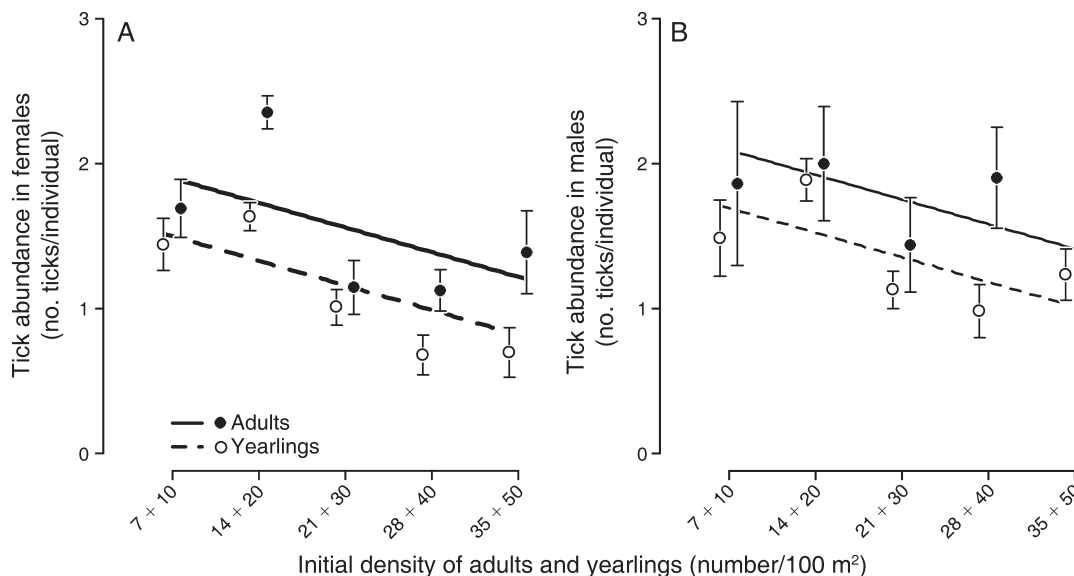 A
Tick abundance in females
(no. ticks/individual)
3
2
1
0
Adults
Yearlings
7 + 10
14 + 20
21 + 30
28 + 40
35 + 50
B
Tick abundance in males
(no. ticks/individual)
3
2
1
0
7 + 10
14 + 20
21 + 30
28 + 40
35 + 50
Initial density of adults and yearlings (number/100 m²)